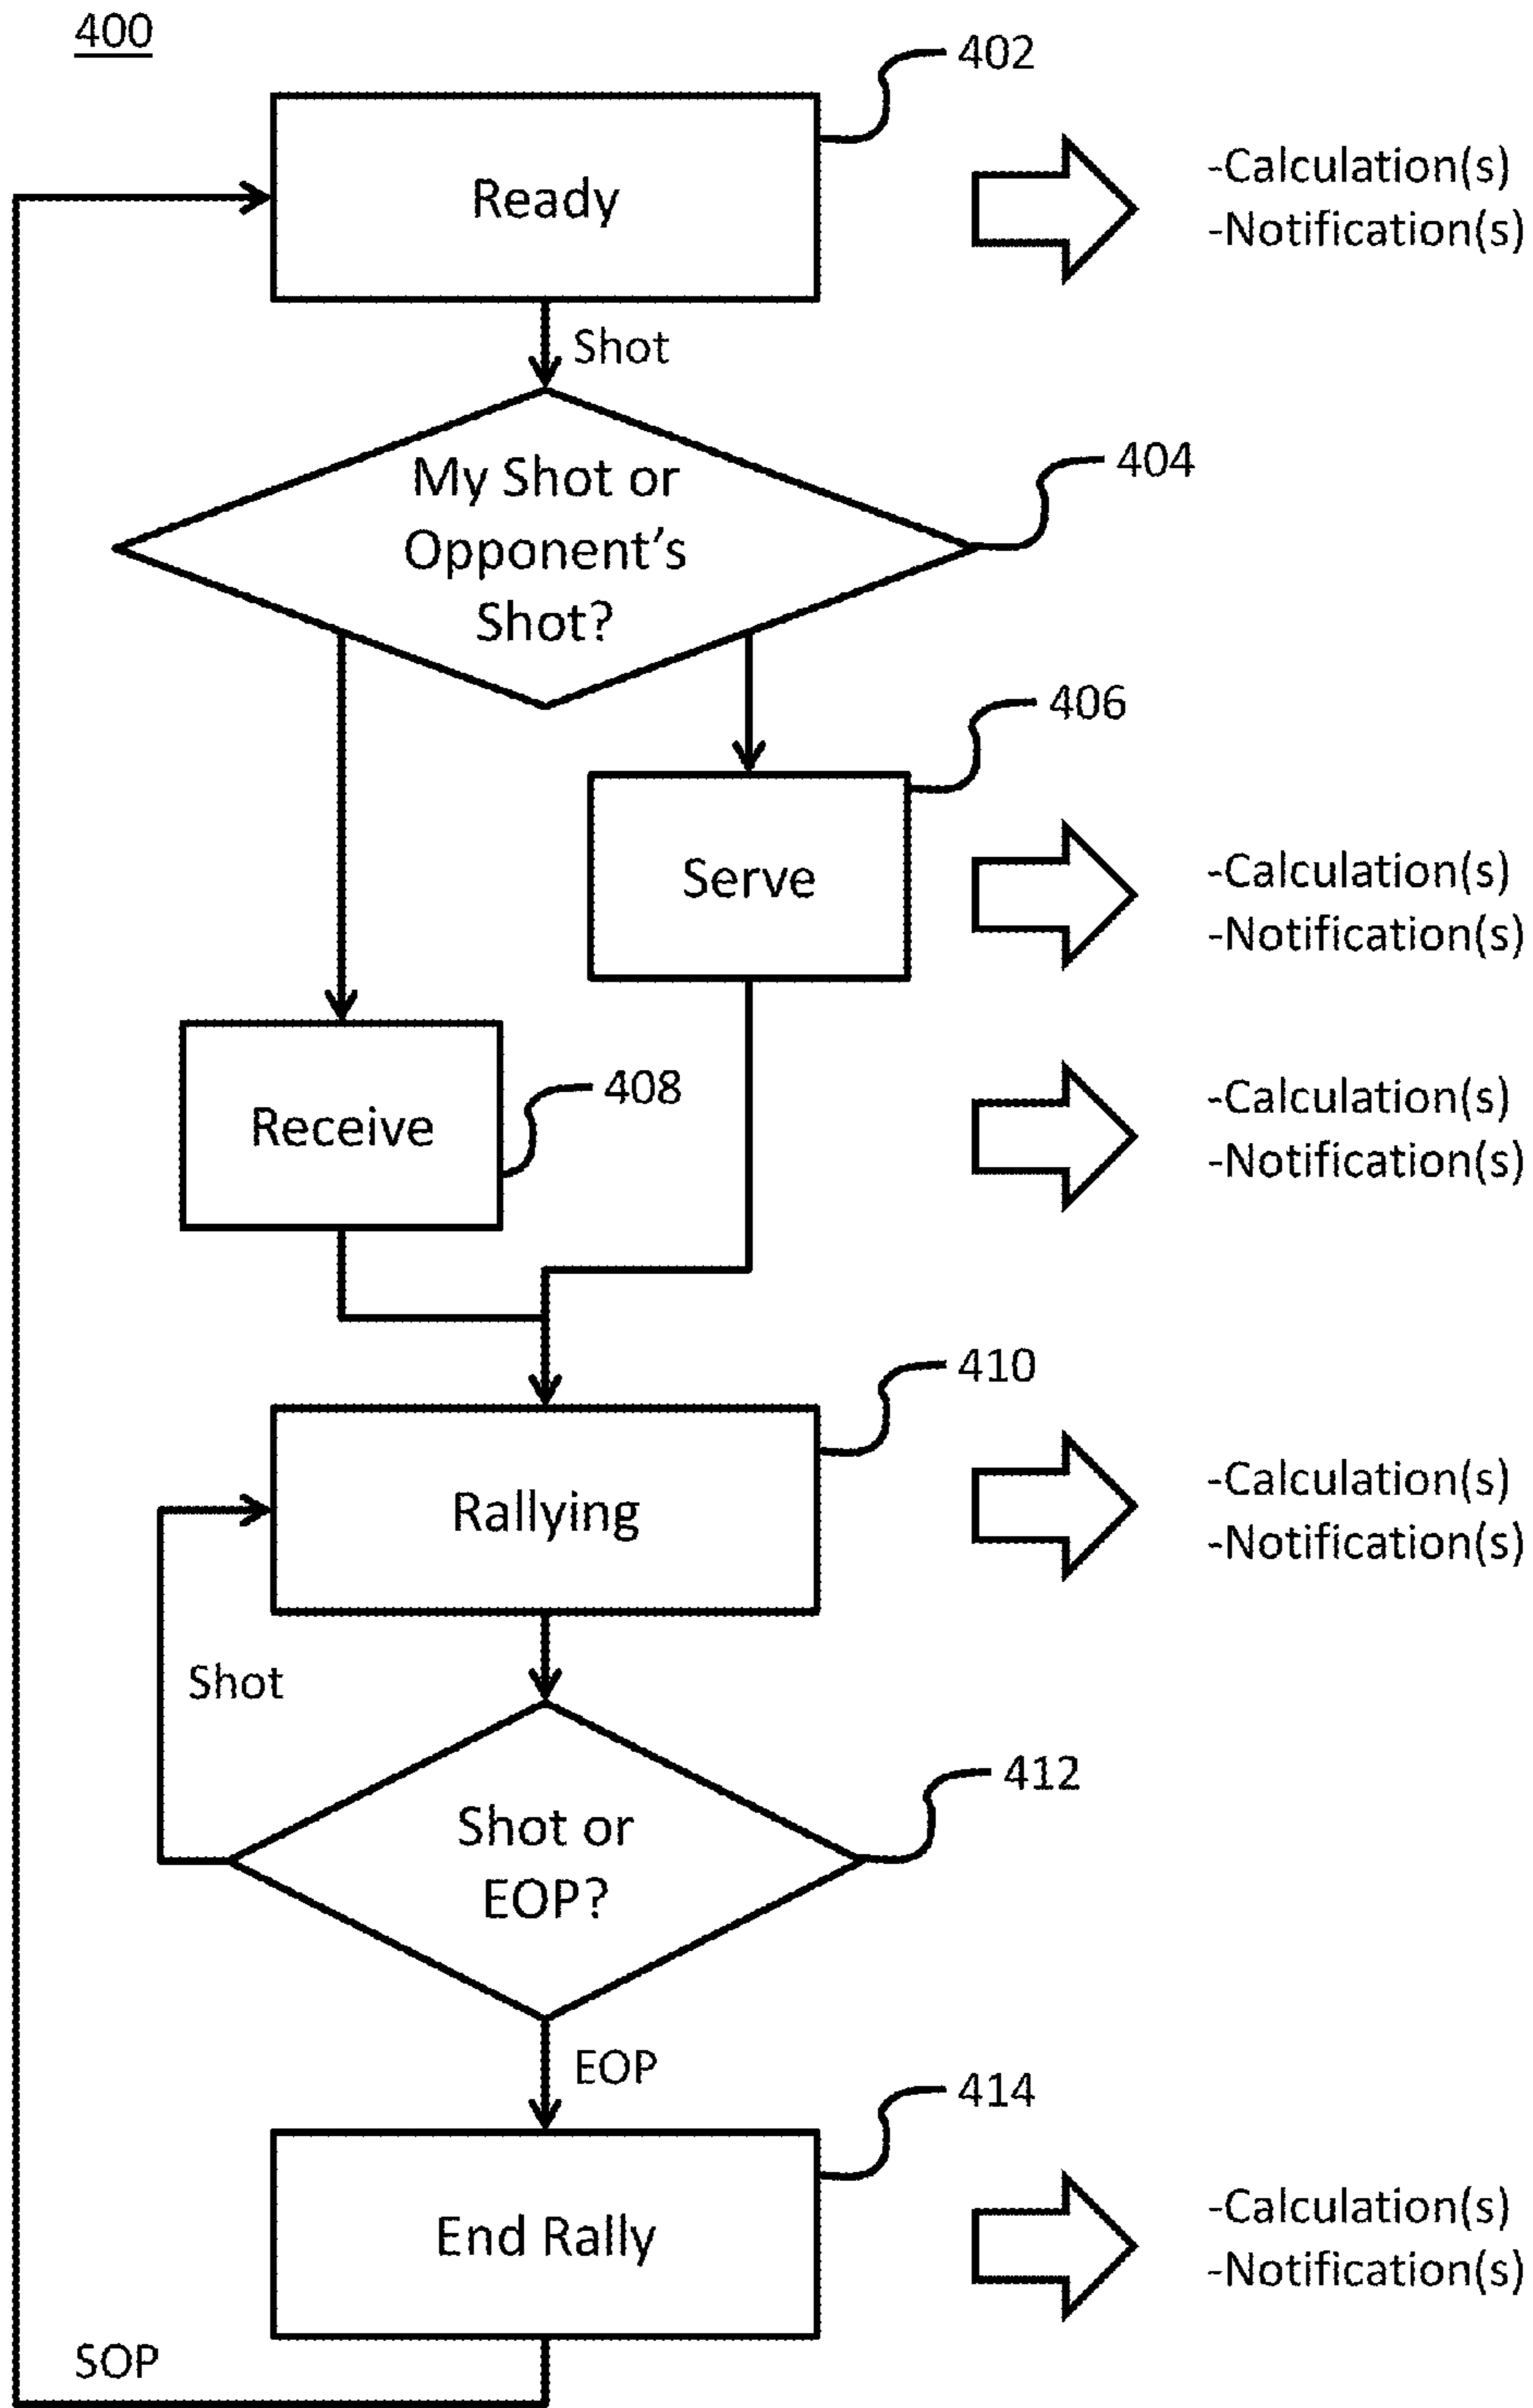 400
402
Ready
-Calculation(s)
-Notification(s)
Shot
My Shot or
Opponent's
Shot?
404
406
Serve
-Calculation(s)
-Notification(s)
408
Receive
-Calculation(s)
-Notification(s)
410
Rallying
-Calculation(s)
-Notification(s)
Shot
412
Shot or
EOP?
EOP
414
End Rally
-Calculation(s)
-Notification(s)
SOP